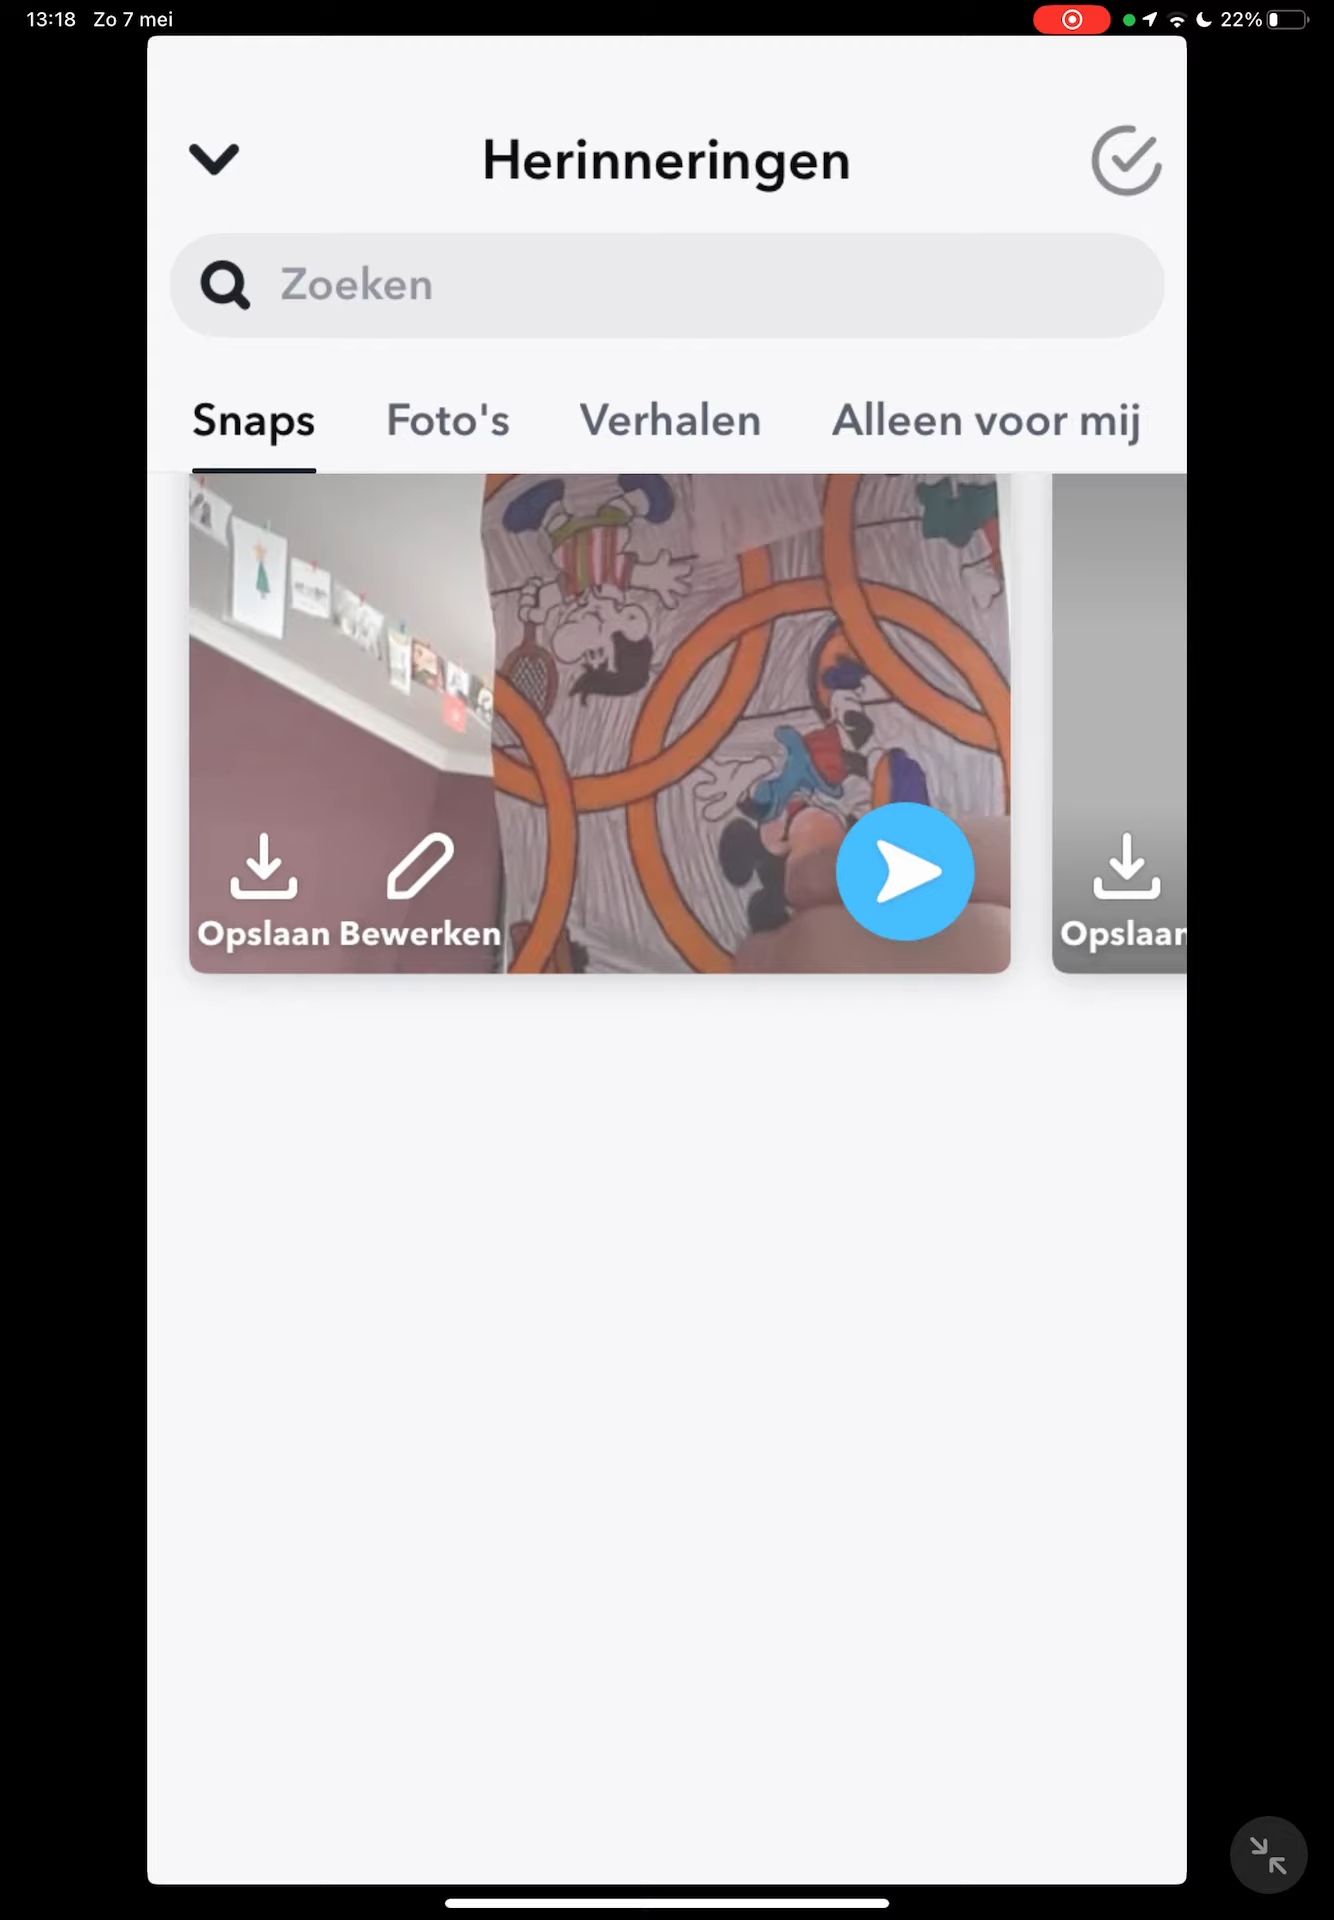 13:18 Zo 7 mei 22%
Herinneringen
Zoeken
Snaps Foto's Verhalen Alleen voor mij
Opslaan Bewerken Opslaan